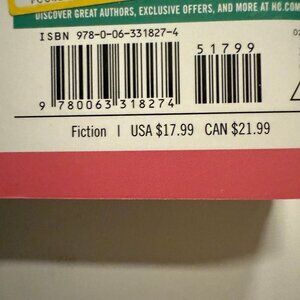 DISCOVER GREAT AUTHORS, EXCLUSIVE OFFERS, AND MORE AT HC.COM
ISBN 978-0-06-331827-4
51799
9 780063 318274
Fiction | USA $17.99 CAN $21.99